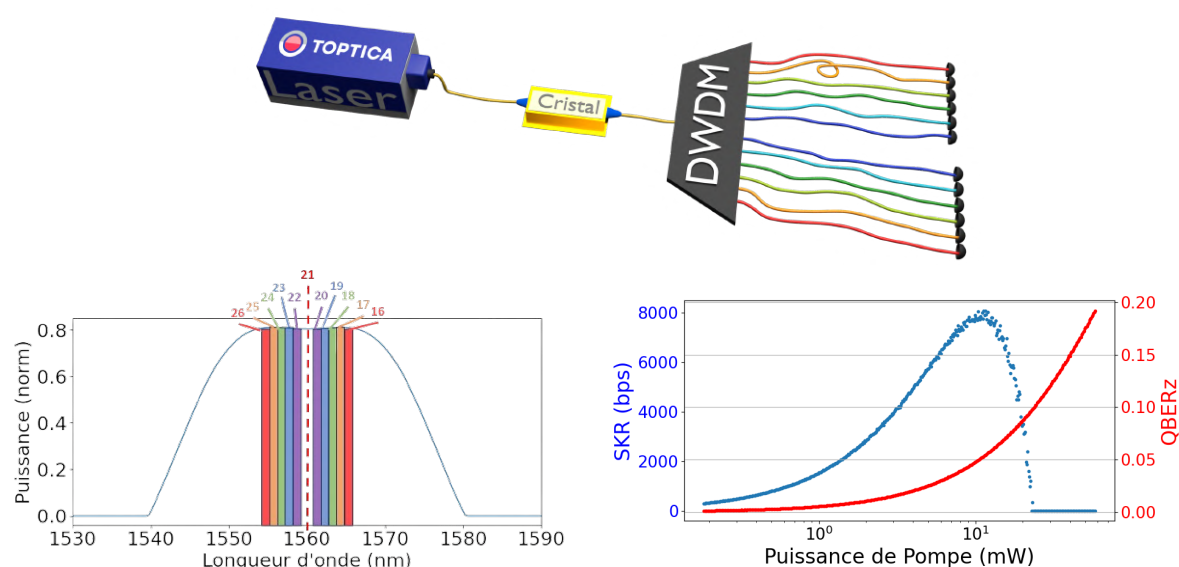 TOPTICA
Laser
Cristal
DWDM
21
23 19
24 22 20 18
25 17
26 16
0.8
0.6
0.4
0.2
0.0
Puissance (norm)
1530 1540 1550 1560 1570 1580 1590
Longueur d'onde (nm)
8000
6000
4000
2000
0
SKR (bps)
0.20
0.15
0.10
0.05
0.00
QBERz
10⁰ 10¹
Puissance de Pompe (mW)